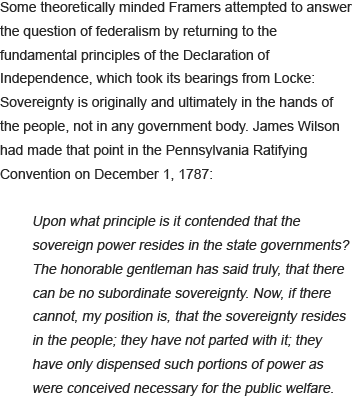 Some theoretically minded Framers attempted to answer
the question of federalism by returning to the
fundamental principles of the Declaration of
Independence, which took its bearings from Locke:
Sovereignty is originally and ultimately in the hands of
the people, not in any government body. James Wilson
had made that point in the Pennsylvania Ratifying
Convention on December 1, 1787:
Upon what principle is it contended that the
sovereign power resides in the state governments?
The honorable gentleman has said truly, that there
can be no subordinate sovereignty. Now, if there
cannot, my position is, that the sovereignty resides
in the people; they have not parted with it; they
have only dispensed such portions of power as
were conceived necessary for the public welfare.